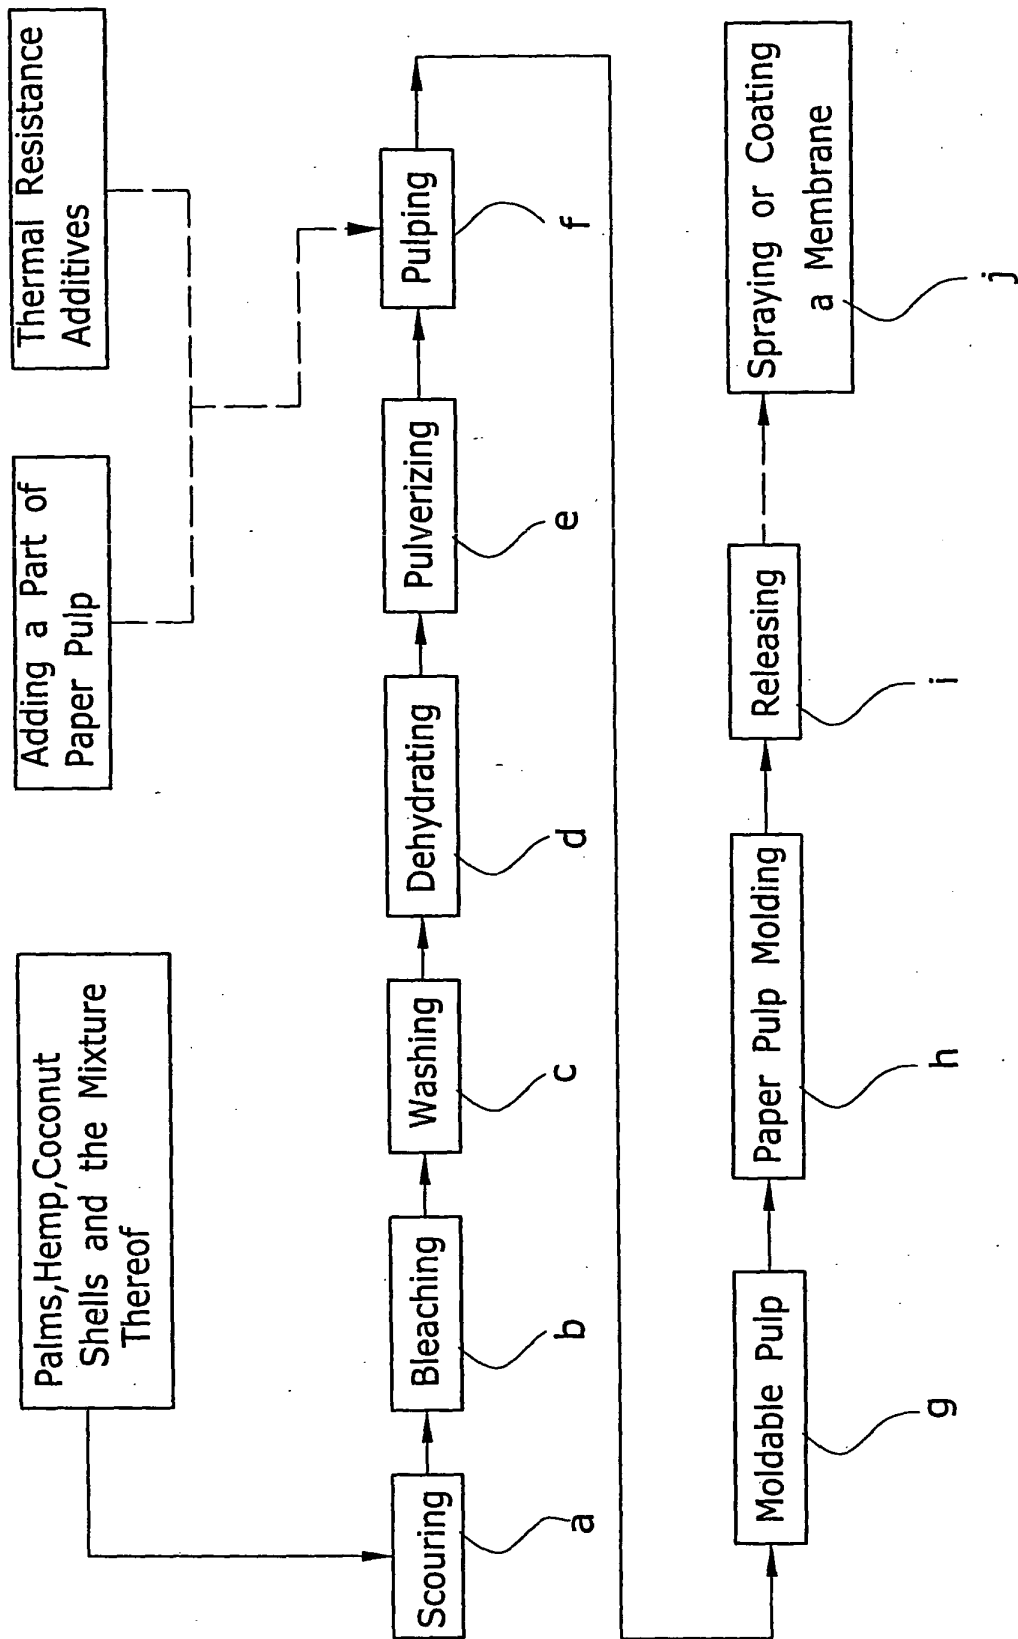 Palms,Hemp,Coconut
Shells and the Mixture
Thereof
Adding a Part of
Paper Pulp
Thermal Resistance
Additives
Scouring
Bleaching
Washing
Dehydrating
Pulverizing
Pulping
a
b
c
d
e
f
Moldable Pulp
Paper Pulp Molding
Releasing
Spraying or Coating
a Membrane
g
h
i
j